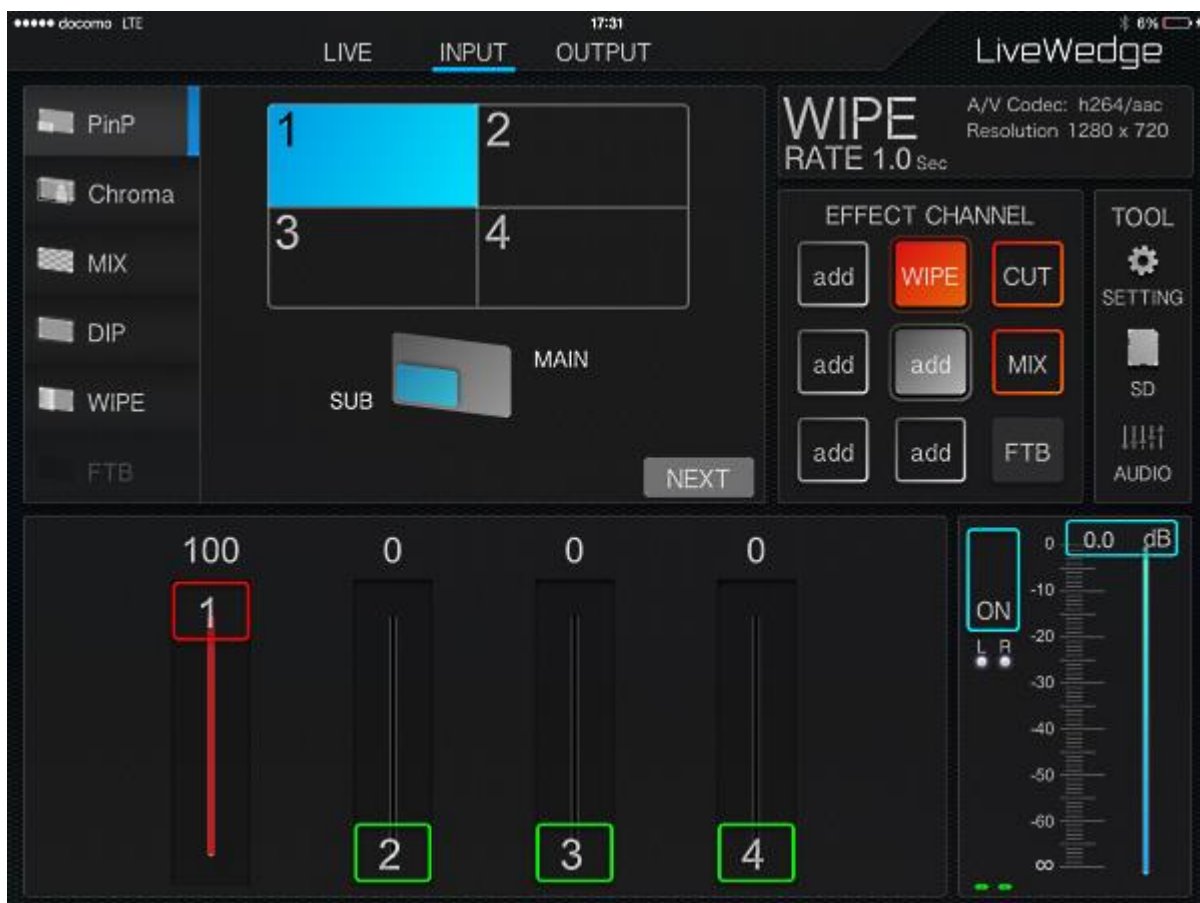 docomo LTE 17:31 6%
LIVE INPUT OUTPUT LiveWedge
PinP
Chroma
MIX
DIP
WIPE
FTB
1 2
3 4
MAIN
SUB
NEXT
WIPE
RATE 1.0 Sec
A/V Codec: h264/aac
Resolution 1280 x 720
EFFECT CHANNEL
add WIPE CUT
add add MIX
add add FTB
TOOL
SETTING
SD
AUDIO
100 0 0 0
1
2 3 4
ON
L R
0.0 dB
0
-10
-20
-30
-40
-50
-60
∞